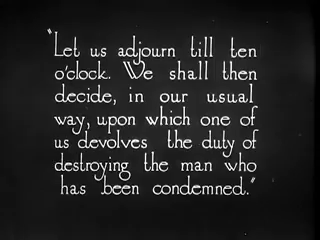 "Let us adjourn till ten
o'clock. We shall then
decide, in our usual
way, upon which one of
us devolves the duty of
destroying the man who
has been condemned."